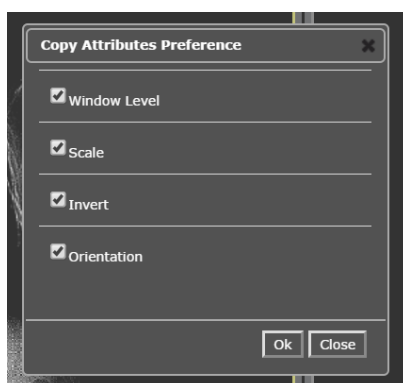 Copy Attributes Preference
Window Level
Scale
Invert
Orientation
Ok Close